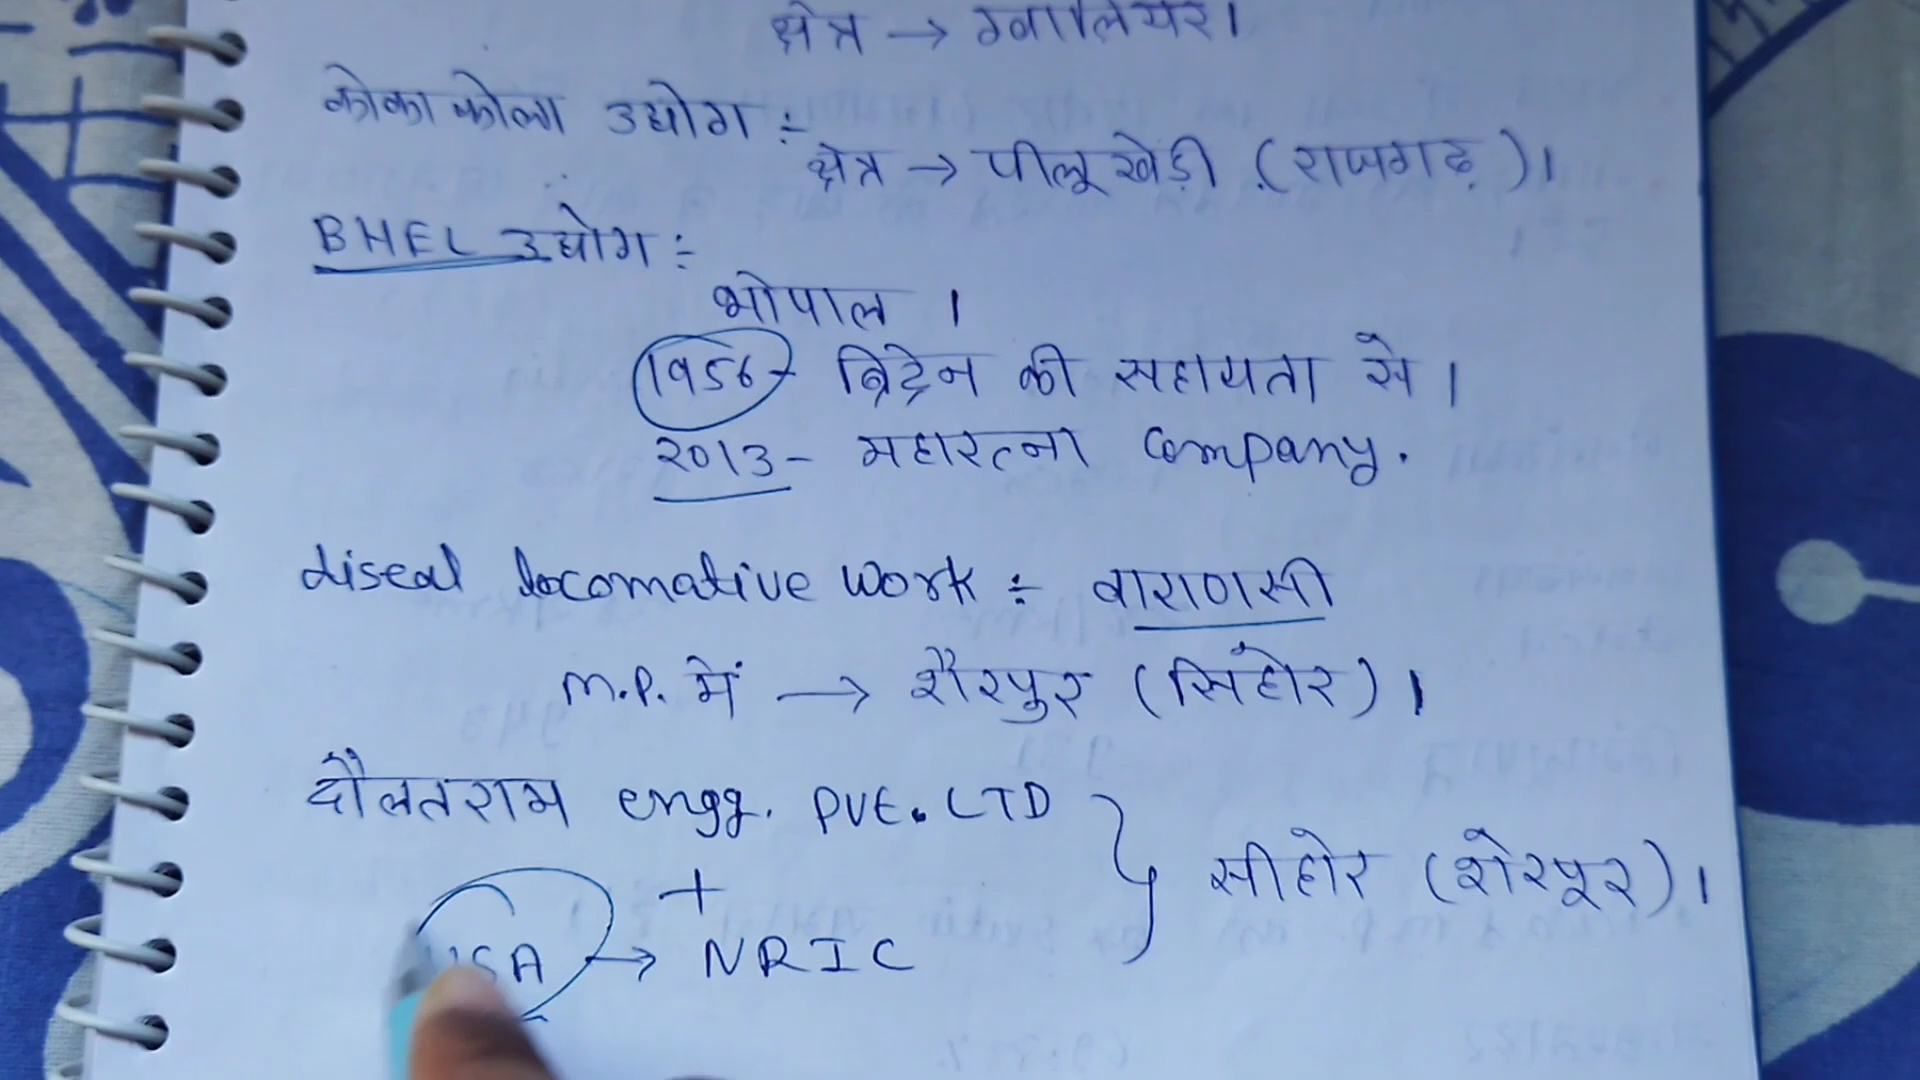 क्षेत्र → ग्वालियर।
कोका कोला उद्योग :-
क्षेत्र → पीलूखेड़ी (राजगढ़)।
BHEL उद्योग :-
भोपाल ।
1956 - ब्रिट्रेन की सहायता से ।
2013 - महारत्ना Company.
diseal locomative work :- वाराणसी
M.P. में → शैरपुर (सिंहोर) ।
दौलतराम engg. PVt. LTD
+
सीहोर (शेरपूर) ।
USA → NRIC